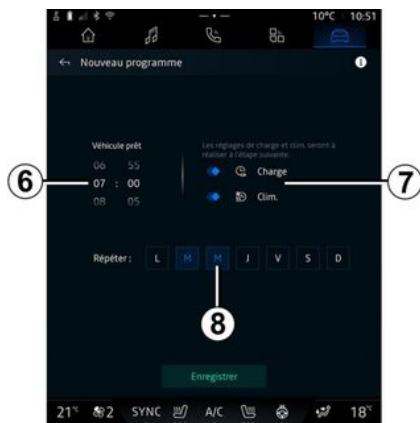 10°C 10:51
Nouveau programme
Véhicule prêt
Les réglages de charge et clim. seront à
réaliser à l'étape suivante.
06 55
07 : 00
08 05
Charge
Clim.
6
7
Répéter : L M M J V S D
8
Enregistrer
21°C 2 SYNC A/C 18°C